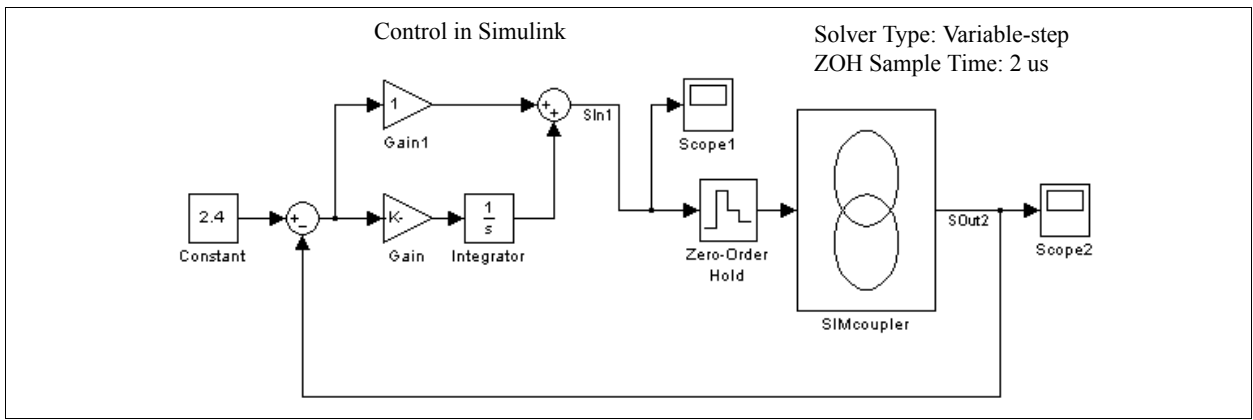 Control in Simulink
Solver Type: Variable-step
ZOH Sample Time: 2 us
1
Gain1
+
+
SIn1
Scope1
2.4
Constant
+
−
K-
Gain
1
s
Integrator
Zero-Order
Hold
SIMcoupler
SOut2
Scope2